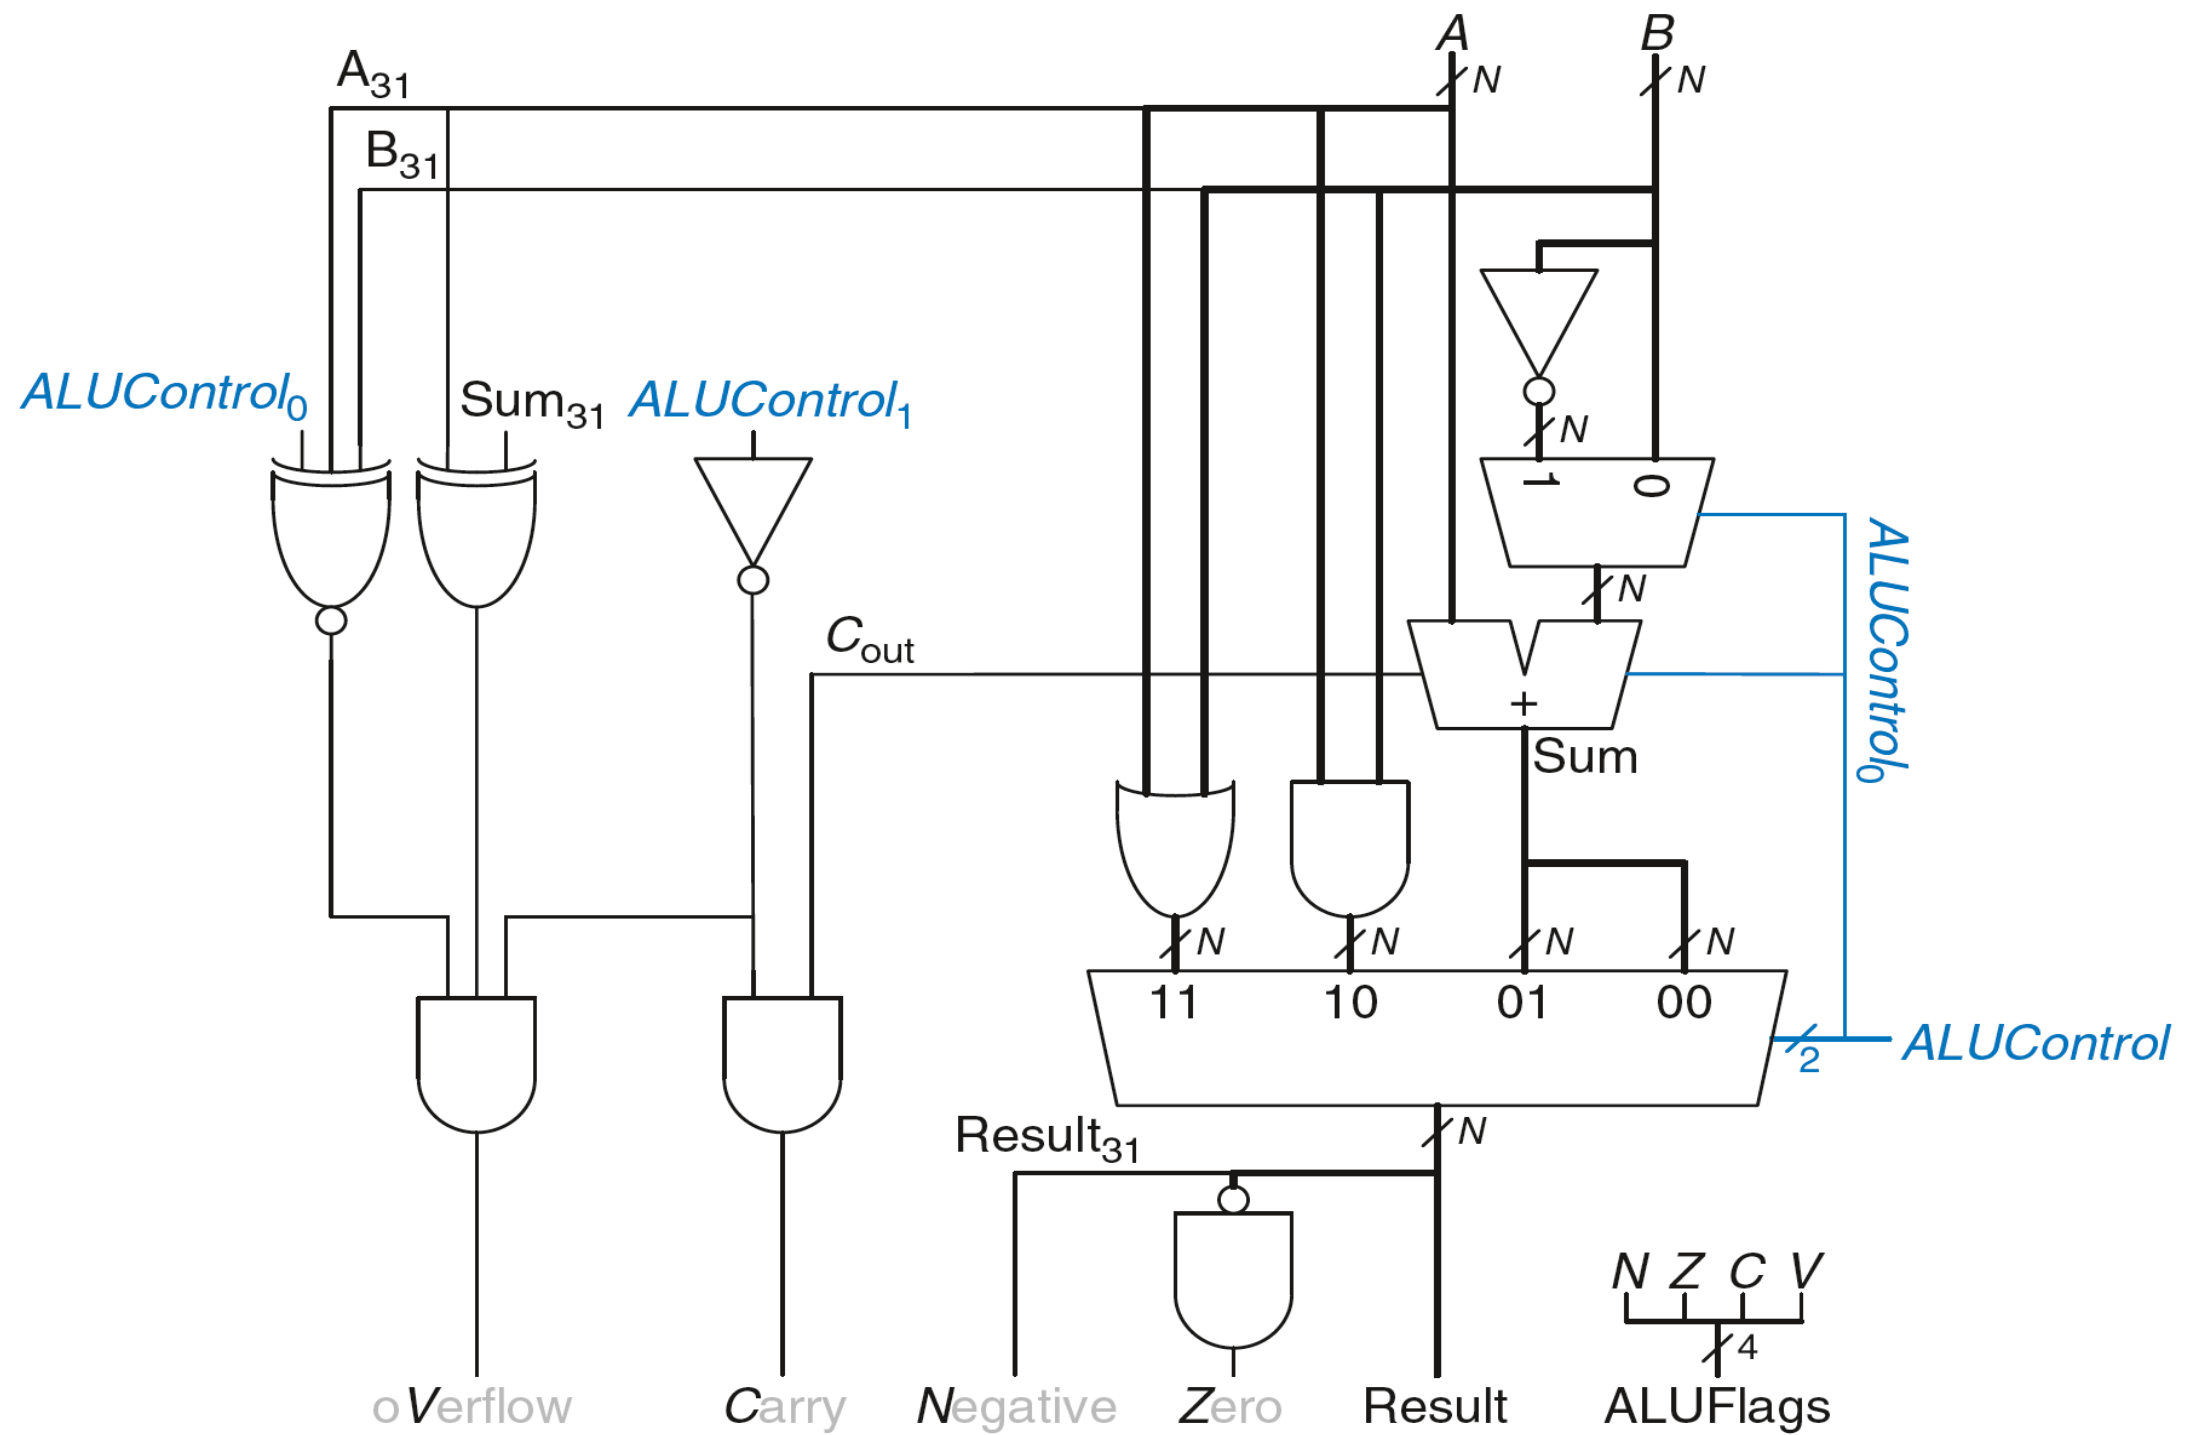 A B
A31 N N
B31
ALUControl0 Sum31 ALUControl1
N
1 0
ALUControl0
N
Cout
+
Sum
N N N N
11 10 01 00
2 ALUControl
Result31 N
N Z C V
4
oVerflow Carry Negative Zero Result ALUFlags